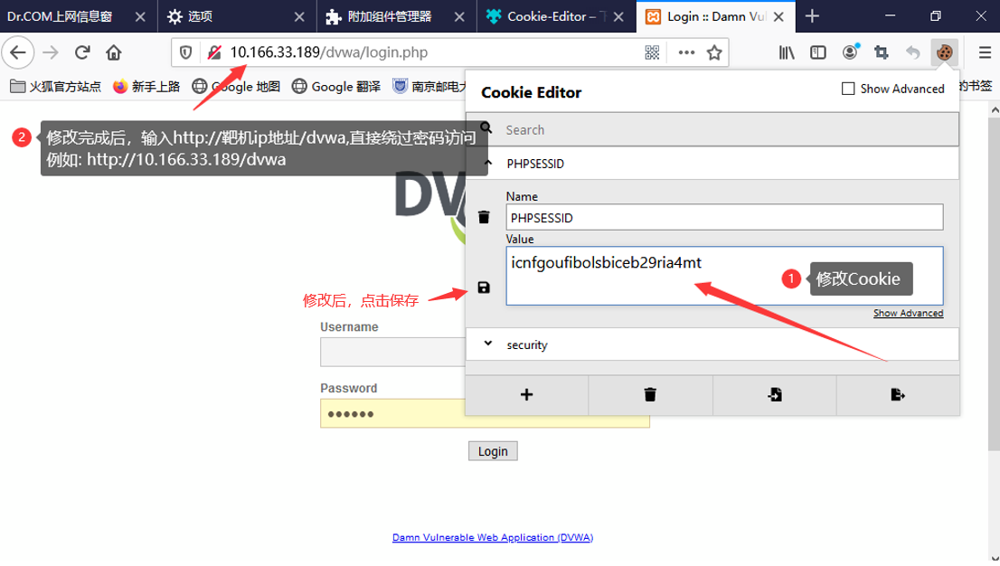 Dr.COM上网信息窗
选项
附加组件管理器
Cookie-Editor –
Login :: Damn Vul
10.166.33.189/dvwa/login.php
火狐官方站点
新手上路
Google 地图
Google 翻译
南京邮电大
的书签
Cookie Editor
Show Advanced
Search
2
修改完成后，输入http://靶机ip地址/dvwa,直接绕过密码访问
例如: http://10.166.33.189/dvwa
PHPSESSID
DV
Name
PHPSESSID
Value
icnfgoufibolsbiceb29ria4mt
1
修改Cookie
修改后，点击保存
Show Advanced
Username
security
Password
••••••
Login
Damn Vulnerable Web Application (DVWA)